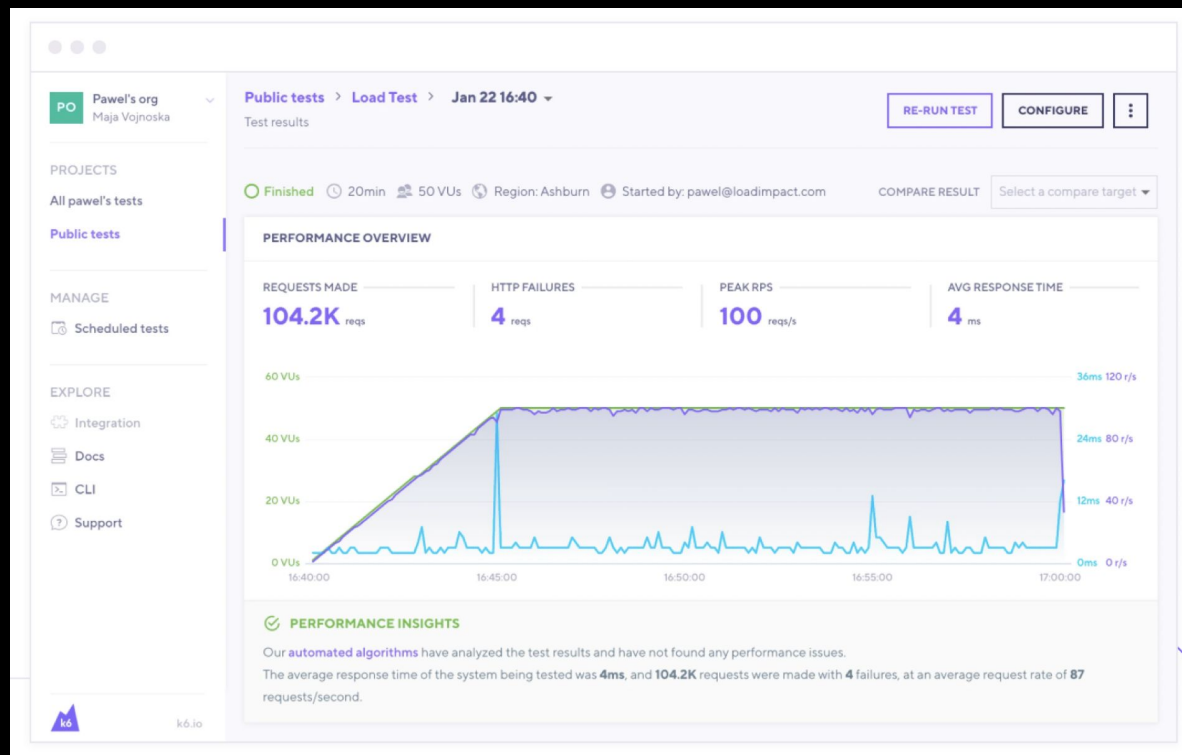 PO
Pawel's org
Maja Vojnoska
PROJECTS
All pawel's tests
Public tests
MANAGE
Scheduled tests
EXPLORE
Integration
Docs
CLI
Support
k6
k6.io
Public tests > Load Test > Jan 22 16:40
Test results
RE-RUN TEST
CONFIGURE
Finished 20min 50 VUs Region: Ashburn Started by: pawel@loadimpact.com
COMPARE RESULT Select a compare target
PERFORMANCE OVERVIEW
REQUESTS MADE
104.2K reqs
HTTP FAILURES
4 reqs
PEAK RPS
100 reqs/s
AVG RESPONSE TIME
4 ms
60 VUs 36ms 120 r/s
40 VUs 24ms 80 r/s
20 VUs 12ms 40 r/s
0 VUs 0ms 0 r/s
16:40:00 16:45:00 16:50:00 16:55:00 17:00:00
PERFORMANCE INSIGHTS
Our automated algorithms have analyzed the test results and have not found any performance issues.
The average response time of the system being tested was 4ms, and 104.2K requests were made with 4 failures, at an average request rate of 87
requests/second.